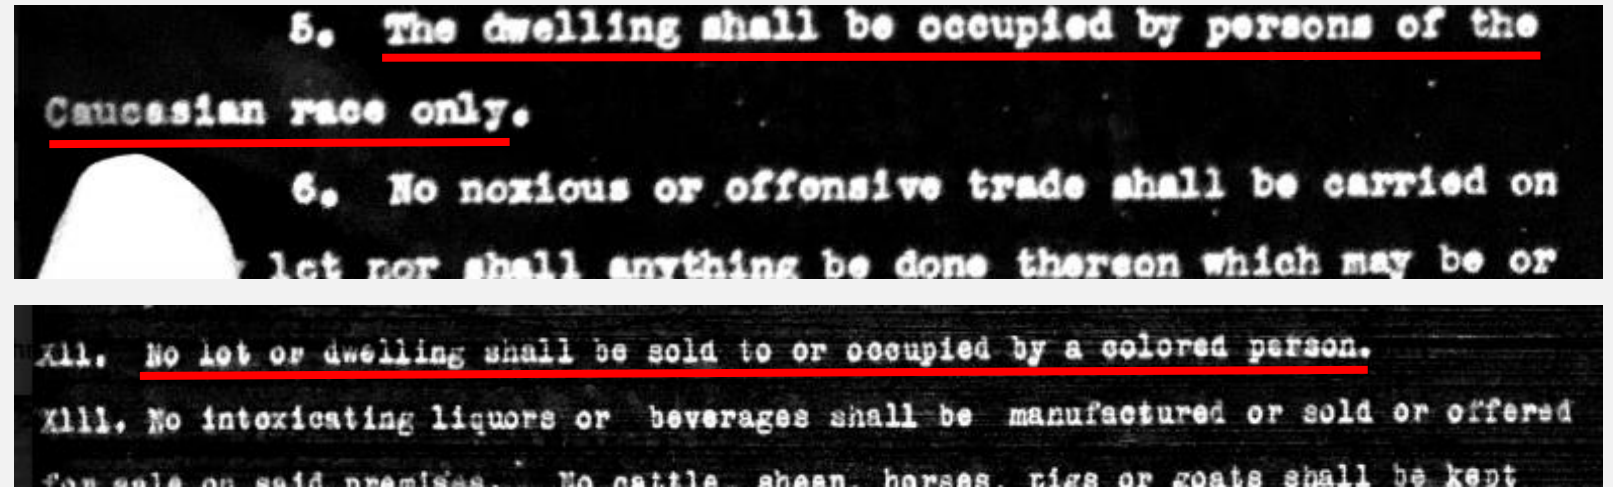 5. The dwelling shall be occupied by persons of the
Caucasian race only.
6. No noxious or offensive trade shall be carried on
lot nor shall anything be done thereon which may be or
X11. No lot or dwelling shall be sold to or occupied by a colored person.
X111. No intoxicating liquors or beverages shall be manufactured or sold or offered
for sale on said premises. No cattle, sheep, horses, pigs or goats shall be kept